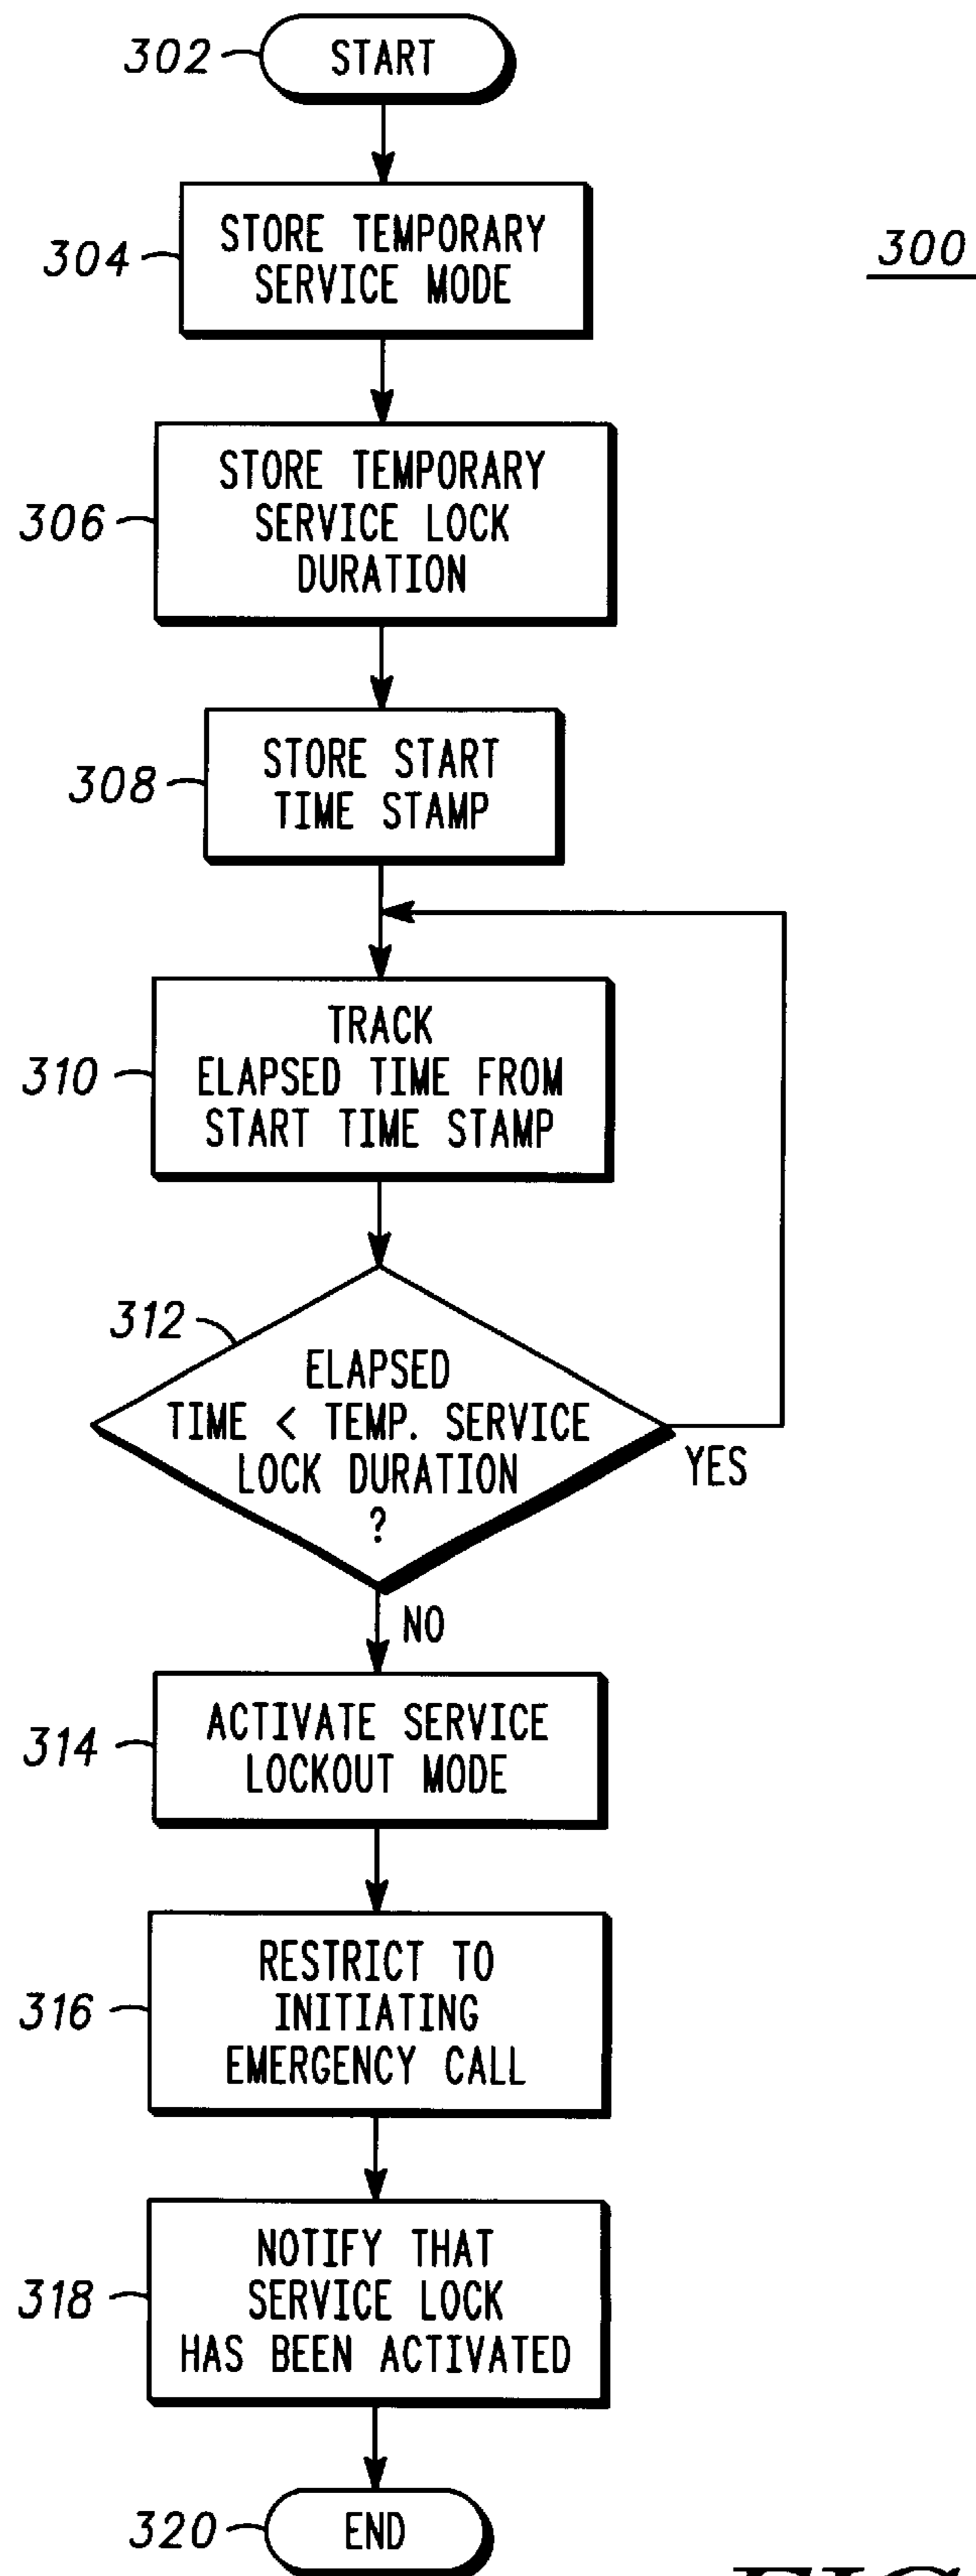 302
START
300
304
STORE TEMPORARY
SERVICE MODE
306
STORE TEMPORARY
SERVICE LOCK
DURATION
308
STORE START
TIME STAMP
310
TRACK
ELAPSED TIME FROM
START TIME STAMP
312
ELAPSED
TIME < TEMP. SERVICE
LOCK DURATION
?
YES
NO
314
ACTIVATE SERVICE
LOCKOUT MODE
316
RESTRICT TO
INITIATING
EMERGENCY CALL
318
NOTIFY THAT
SERVICE LOCK
HAS BEEN ACTIVATED
320
END